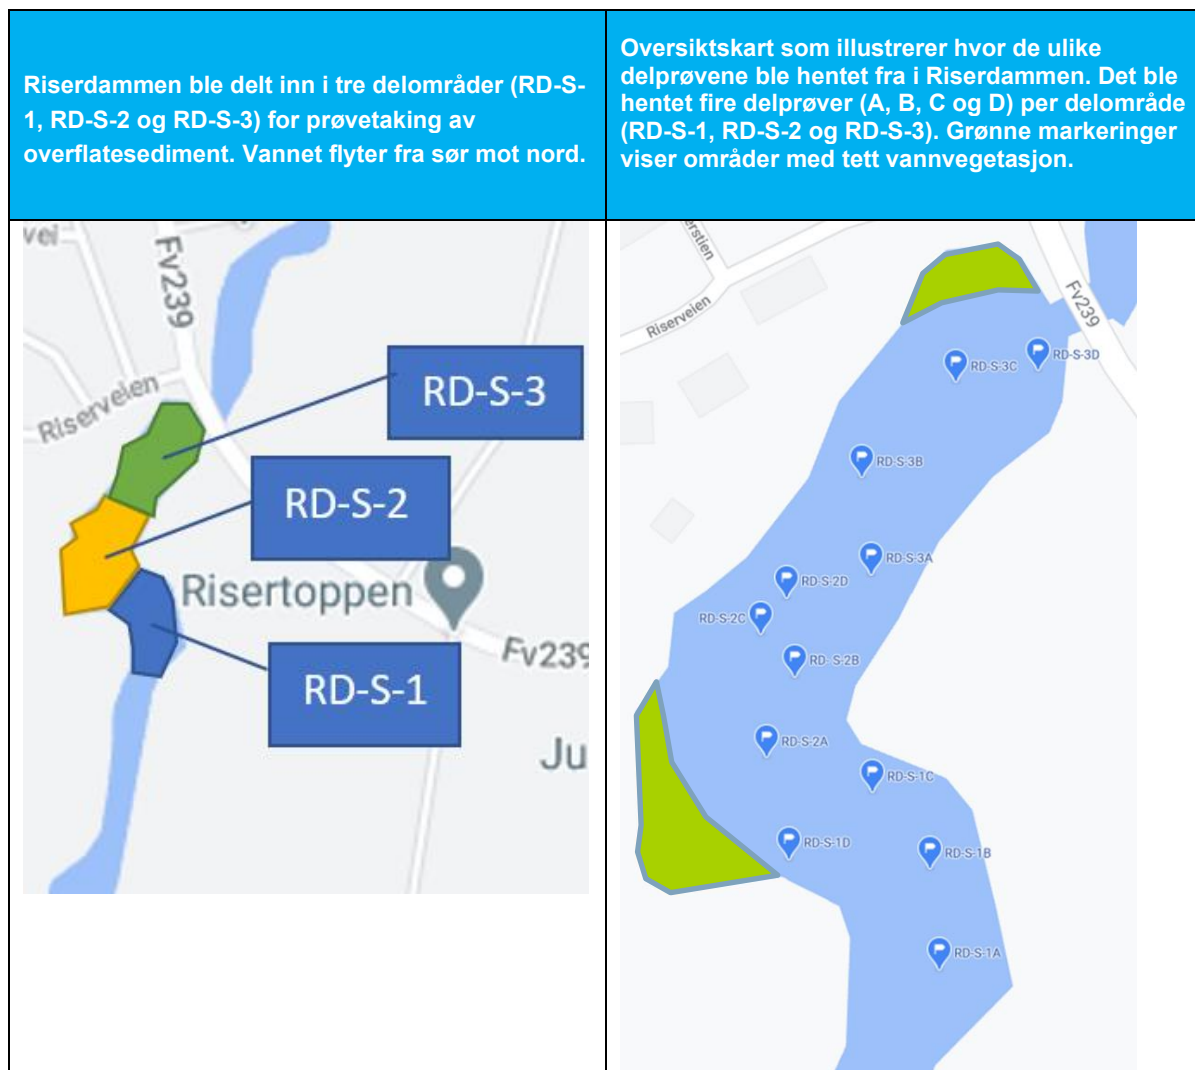 Riserdammen ble delt inn i tre delområder (RD-S-
1, RD-S-2 og RD-S-3) for prøvetaking av
overflatesediment. Vannet flyter fra sør mot nord.
Oversiktskart som illustrerer hvor de ulike
delprøvene ble hentet fra i Riserdammen. Det ble
hentet fire delprøver (A, B, C og D) per delområde
(RD-S-1, RD-S-2 og RD-S-3). Grønne markeringer
viser områder med tett vannvegetasjon.
vei
Fv239
Riserveien
RD-S-3
RD-S-2
Risertoppen
Fv239
RD-S-1
Ju
erstien
Riserveien
Fv239
RD-S-3C
RD-S-3D
RD-S-3B
RD-S-3A
RD-S-2D
RD-S-2C
RD- S-2B
RD-S-2A
RD-S-1C
RD-S-1D
RD-S-1B
RD-S-1A